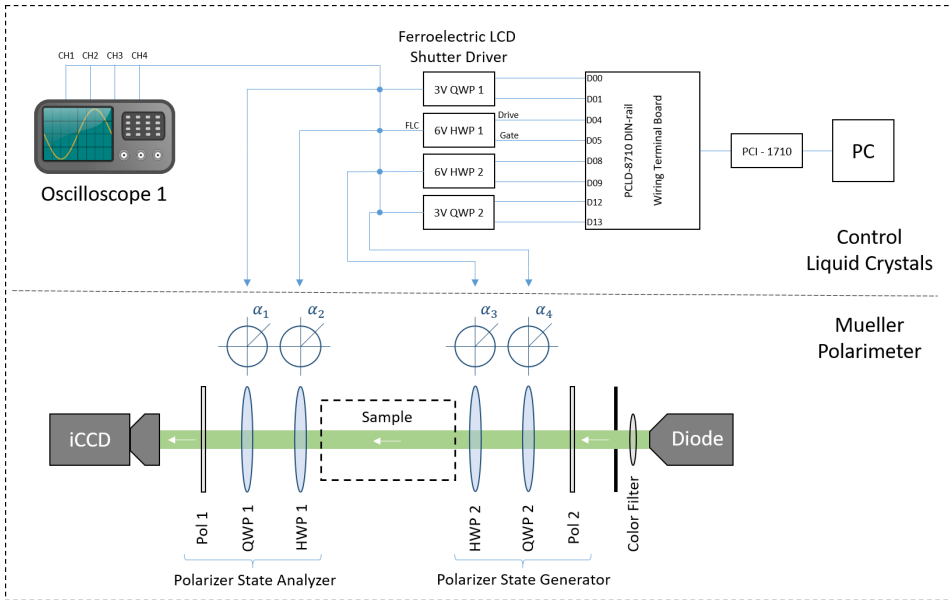 CH1 CH2 CH3 CH4
Oscilloscope 1
Ferroelectric LCD
Shutter Driver
3V QWP 1
FLC
6V HWP 1
Drive
Gate
6V HWP 2
3V QWP 2
D00
D01
D04
D05
D08
D09
D12
D13
PCLD-8710 DIN-rail
Wiring Terminal Board
PCI - 1710
PC
Control
Liquid Crystals
Mueller
Polarimeter
α1
α2
α3
α4
iCCD
Sample
Diode
Pol 1
QWP 1
HWP 1
HWP 2
QWP 2
Pol 2
Color Filter
Polarizer State Analyzer
Polarizer State Generator